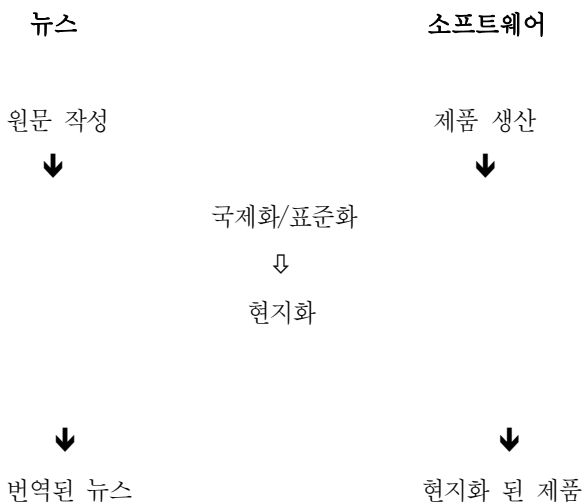 뉴스 소프트웨어
원문 작성 제품 생산
🡻 🡻
국제화/표준화
⇩
현지화
🡻 🡻
번역된 뉴스 현지화 된 제품